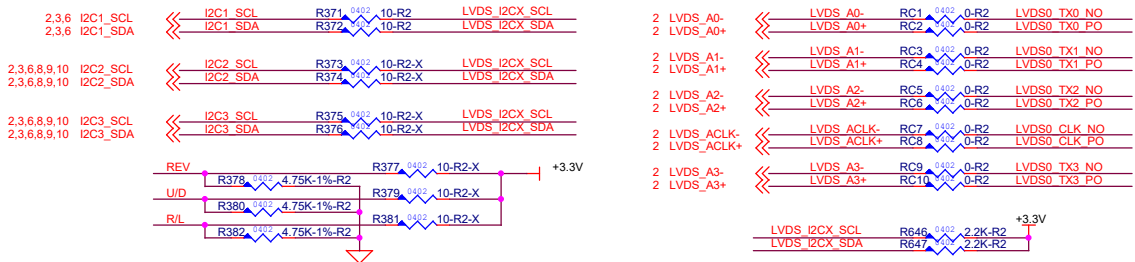 2,3,6 I2C1_SCL I2C1_SCL R371 0402 10-R2 LVDS_I2CX_SCL
2,3,6 I2C1_SDA I2C1_SDA R372 0402 10-R2 LVDS_I2CX_SDA
2,3,6,8,9,10 I2C2_SCL I2C2_SCL R373 0402 10-R2-X LVDS_I2CX_SCL
2,3,6,8,9,10 I2C2_SDA I2C2_SDA R374 0402 10-R2-X LVDS_I2CX_SDA
2,3,6,8,9,10 I2C3_SCL I2C3_SCL R375 0402 10-R2-X LVDS_I2CX_SCL
2,3,6,8,9,10 I2C3_SDA I2C3_SDA R376 0402 10-R2-X LVDS_I2CX_SDA
REV R377 0402 10-R2-X +3.3V
R378 0402 4.75K-1%-R2
U/D R379 0402 10-R2-X
R380 0402 4.75K-1%-R2
R/L R381 0402 10-R2-X
R382 0402 4.75K-1%-R2
2 LVDS_A0- LVDS_A0- RC1 0402 0-R2 LVDS0_TX0_NO
2 LVDS_A0+ LVDS_A0+ RC2 0402 0-R2 LVDS0_TX0_PO
2 LVDS_A1- LVDS_A1- RC3 0402 0-R2 LVDS0_TX1_NO
2 LVDS_A1+ LVDS_A1+ RC4 0402 0-R2 LVDS0_TX1_PO
2 LVDS_A2- LVDS_A2- RC5 0402 0-R2 LVDS0_TX2_NO
2 LVDS_A2+ LVDS_A2+ RC6 0402 0-R2 LVDS0_TX2_PO
2 LVDS_ACLK- LVDS_ACLK- RC7 0402 0-R2 LVDS0_CLK_NO
2 LVDS_ACLK+ LVDS_ACLK+ RC8 0402 0-R2 LVDS0_CLK_PO
2 LVDS_A3- LVDS_A3- RC9 0402 0-R2 LVDS0_TX3_NO
2 LVDS_A3+ LVDS_A3+ RC10 0402 0-R2 LVDS0_TX3_PO
+3.3V
LVDS_I2CX_SCL R646 0402 2.2K-R2
LVDS_I2CX_SDA R647 0402 2.2K-R2